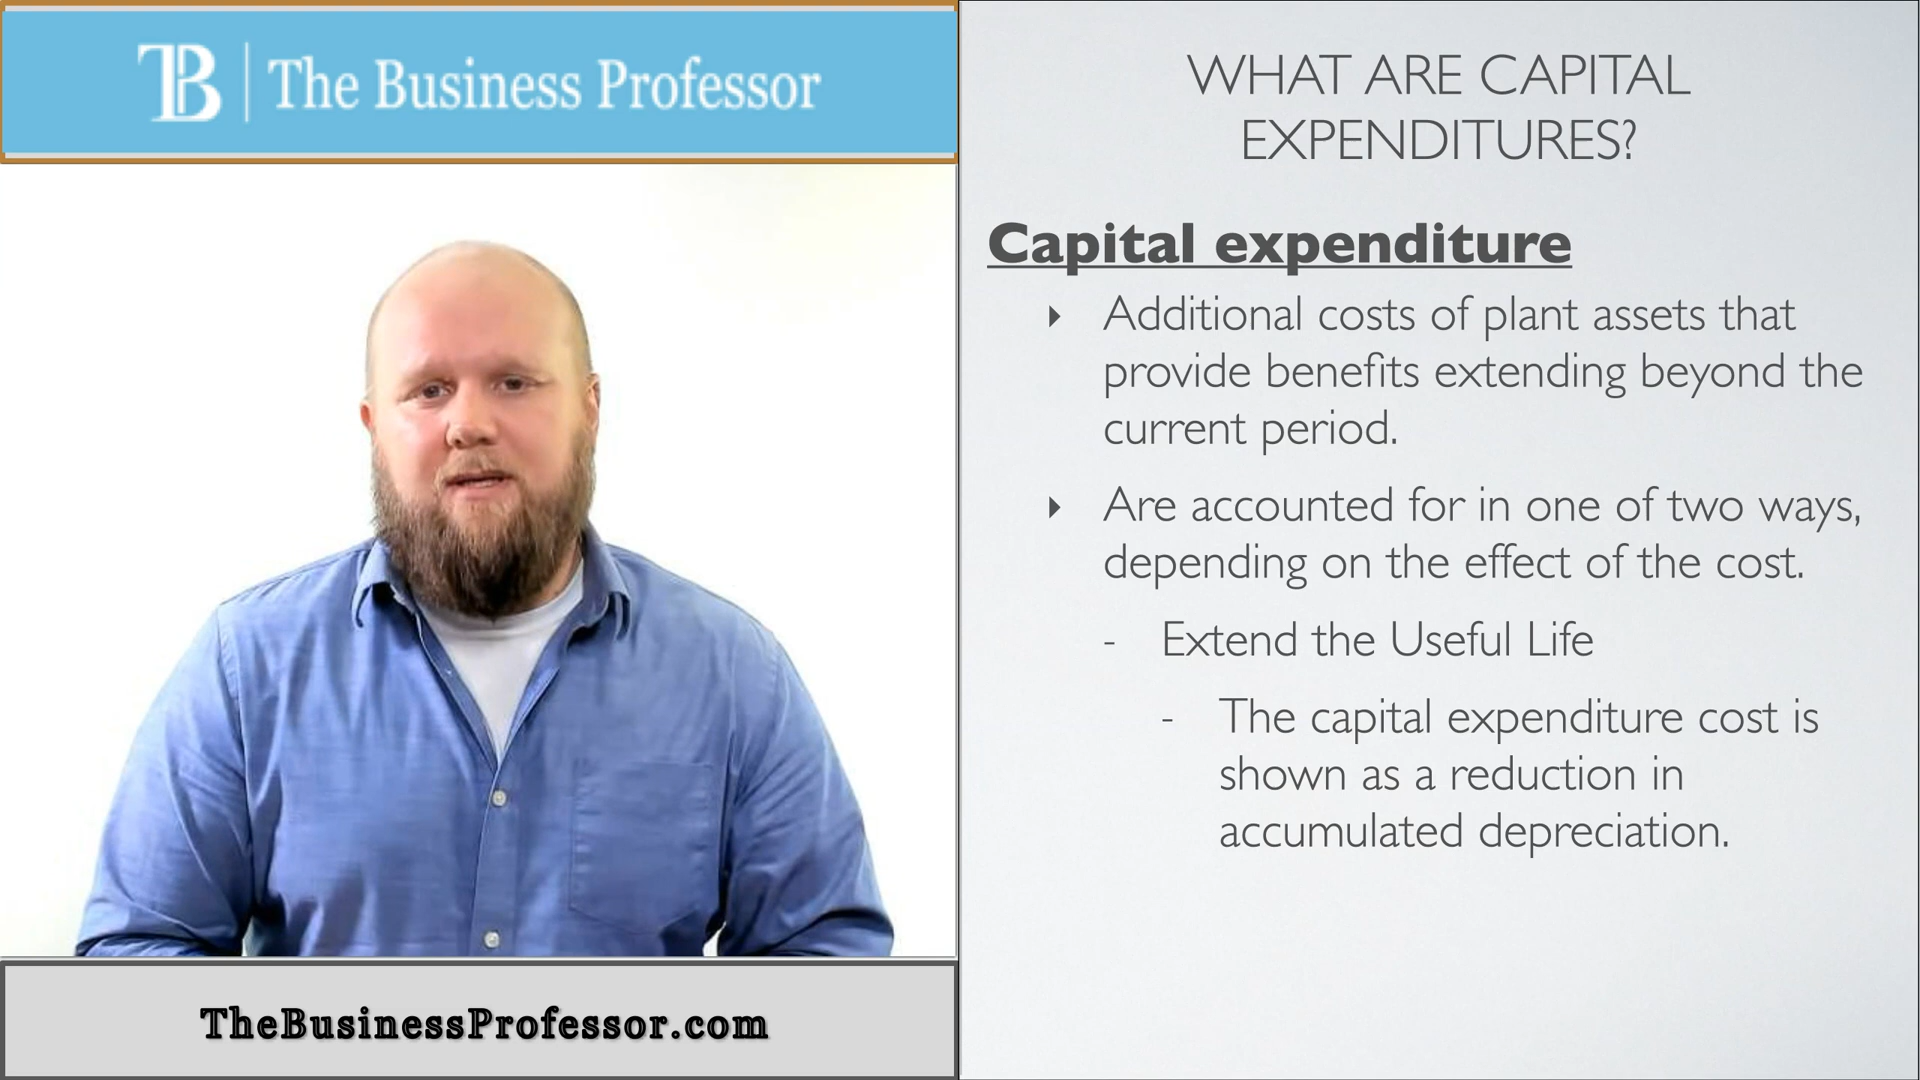 TB | The Business Professor
TheBusinessProfessor.com
WHAT ARE CAPITAL
EXPENDITURES?
Capital expenditure
‣ Additional costs of plant assets that
provide benefits extending beyond the
current period.
‣ Are accounted for in one of two ways,
depending on the effect of the cost.
- Extend the Useful Life
- The capital expenditure cost is
shown as a reduction in
accumulated depreciation.